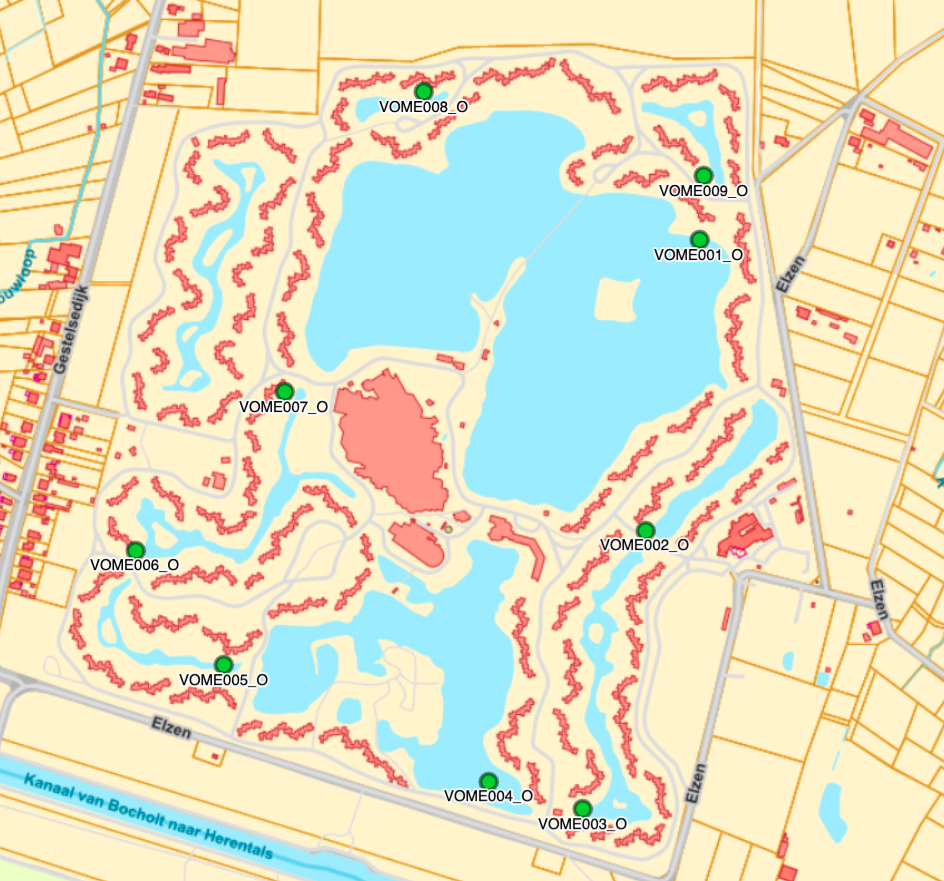 VOME008_O
VOME009_O
VOME001_O
Elzen
Gestelsedijk
VOME007_O
VOME002_O
VOME006_O
Elzen
VOME005_O
Elzen
VOME004_O
Elzen
VOME003_O
Kanaal van Bocholt naar Herentals